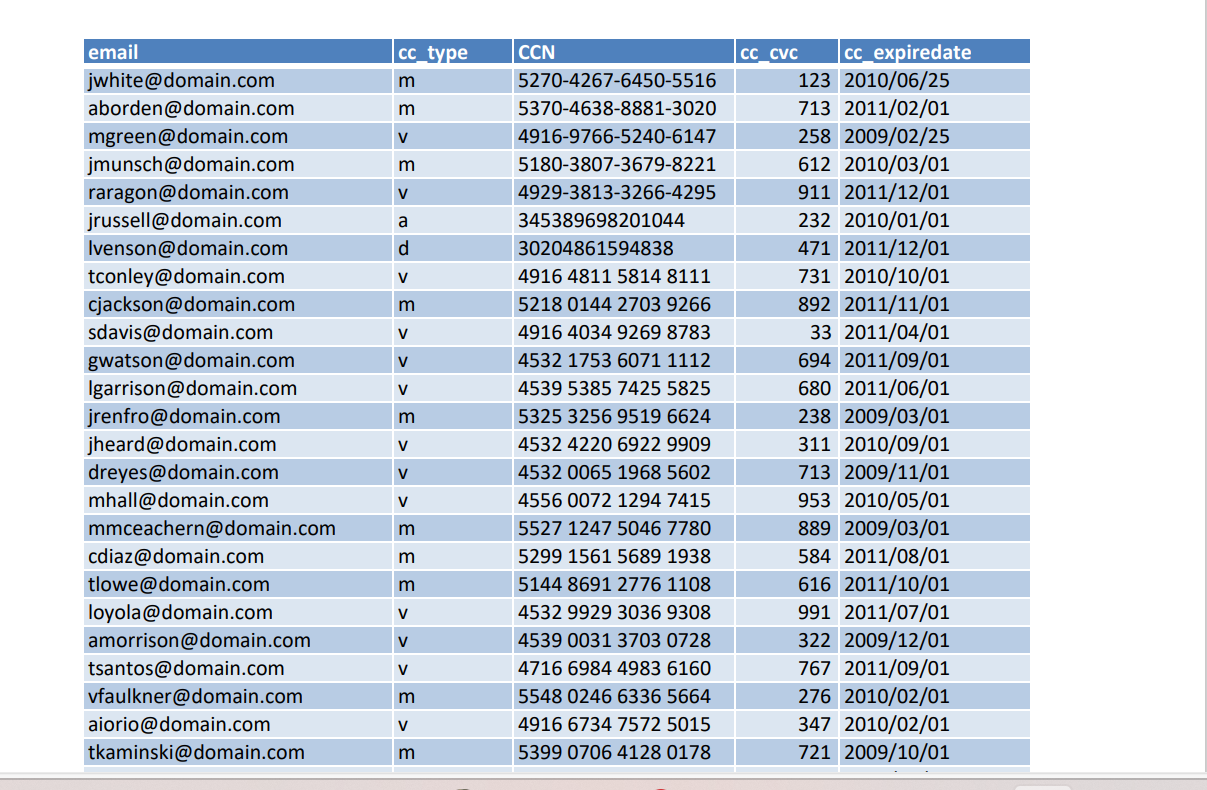 email cc_type CCN cc_cvc cc_expiredate
jwhite@domain.com m 5270-4267-6450-5516 123 2010/06/25
aborden@domain.com m 5370-4638-8881-3020 713 2011/02/01
mgreen@domain.com v 4916-9766-5240-6147 258 2009/02/25
jmunsch@domain.com m 5180-3807-3679-8221 612 2010/03/01
raragon@domain.com v 4929-3813-3266-4295 911 2011/12/01
jrussell@domain.com a 345389698201044 232 2010/01/01
lvenson@domain.com d 30204861594838 471 2011/12/01
tconley@domain.com v 4916 4811 5814 8111 731 2010/10/01
cjackson@domain.com m 5218 0144 2703 9266 892 2011/11/01
sdavis@domain.com v 4916 4034 9269 8783 33 2011/04/01
gwatson@domain.com v 4532 1753 6071 1112 694 2011/09/01
lgarrison@domain.com v 4539 5385 7425 5825 680 2011/06/01
jrenfro@domain.com m 5325 3256 9519 6624 238 2009/03/01
jheard@domain.com v 4532 4220 6922 9909 311 2010/09/01
dreyes@domain.com v 4532 0065 1968 5602 713 2009/11/01
mhall@domain.com v 4556 0072 1294 7415 953 2010/05/01
mmceachern@domain.com m 5527 1247 5046 7780 889 2009/03/01
cdiaz@domain.com m 5299 1561 5689 1938 584 2011/08/01
tlowe@domain.com m 5144 8691 2776 1108 616 2011/10/01
loyola@domain.com v 4532 9929 3036 9308 991 2011/07/01
amorrison@domain.com v 4539 0031 3703 0728 322 2009/12/01
tsantos@domain.com v 4716 6984 4983 6160 767 2011/09/01
vfaulkner@domain.com m 5548 0246 6336 5664 276 2010/02/01
aiorio@domain.com v 4916 6734 7572 5015 347 2010/02/01
tkaminski@domain.com m 5399 0706 4128 0178 721 2009/10/01